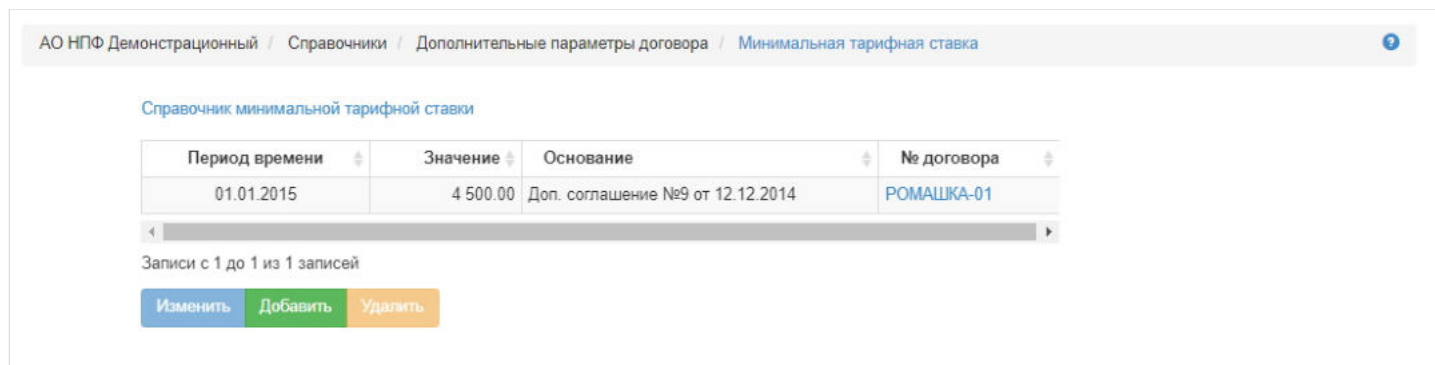 АО НПФ Демонстрационный / Справочники / Дополнительные параметры договора / Минимальная тарифная ставка ?
Справочник минимальной тарифной ставки
Период времени Значение Основание № договора
01.01.2015 4 500.00 Доп. соглашение №9 от 12.12.2014 РОМАШКА-01
Записи с 1 до 1 из 1 записей
Изменить Добавить Удалить